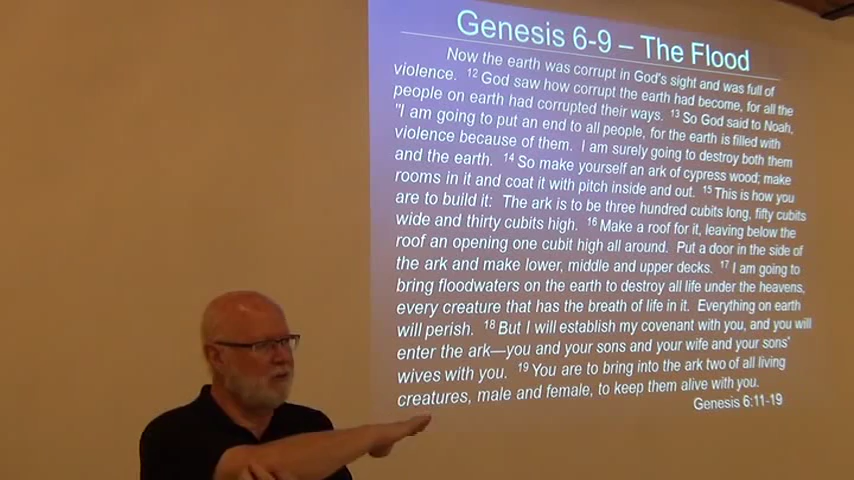 Genesis 6-9 – The Flood
Now the earth was corrupt in God's sight and was full of
violence. 12 God saw how corrupt the earth had become, for all the
people on earth had corrupted their ways. 13 So God said to Noah,
"I am going to put an end to all people, for the earth is filled with
violence because of them. I am surely going to destroy both them
and the earth. 14 So make yourself an ark of cypress wood; make
rooms in it and coat it with pitch inside and out. 15 This is how you
are to build it: The ark is to be three hundred cubits long, fifty cubits
wide and thirty cubits high. 16 Make a roof for it, leaving below the
roof an opening one cubit high all around. Put a door in the side of
the ark and make lower, middle and upper decks. 17 I am going to
bring floodwaters on the earth to destroy all life under the heavens,
every creature that has the breath of life in it. Everything on earth
will perish. 18 But I will establish my covenant with you, and you will
enter the ark—you and your sons and your wife and your sons'
wives with you. 19 You are to bring into the ark two of all living
creatures, male and female, to keep them alive with you.
Genesis 6:11-19